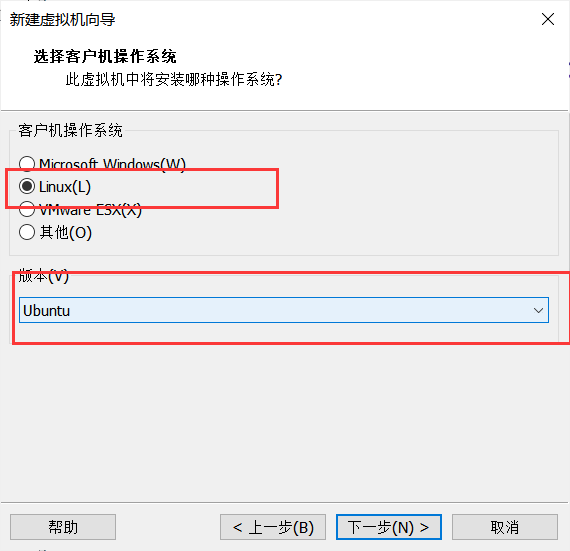 新建虚拟机向导
选择客户机操作系统
此虚拟机中将安装哪种操作系统?
客户机操作系统
Microsoft Windows(W)
Linux(L)
VMware ESX(X)
其他(O)
版本(V)
Ubuntu
帮助
< 上一步(B)
下一步(N) >
取消